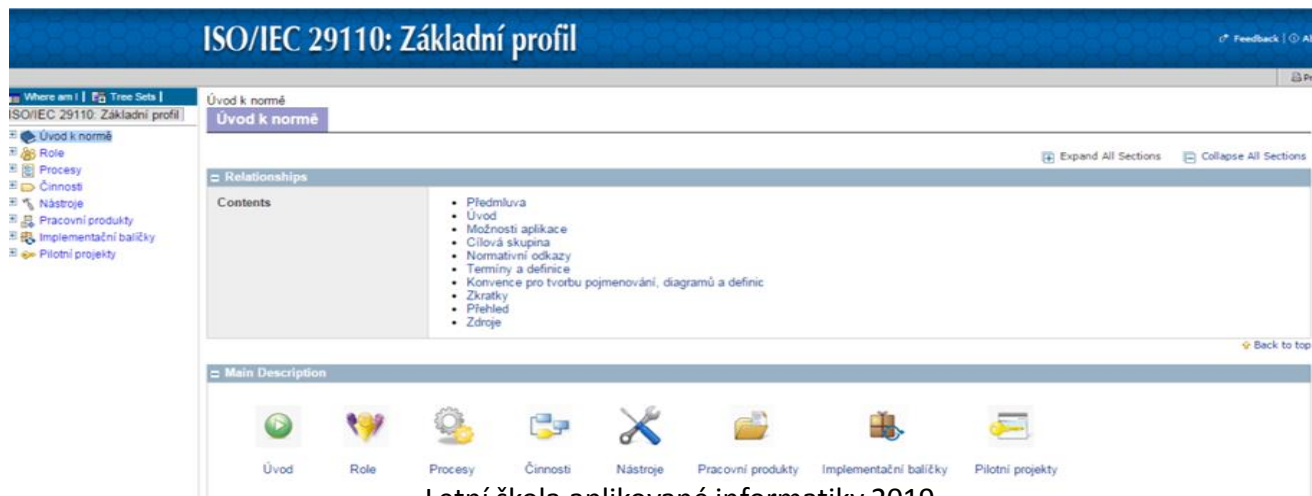 ISO/IEC 29110: Základní profil
Feedback
Where am I | Tree Sets |
ISO/IEC 29110: Základní profil
Úvod k normě
Role
Procesy
Činnosti
Nástroje
Pracovní produkty
Implementační balíčky
Pilotní projekty
Úvod k normě
Úvod k normě
Expand All Sections Collapse All Sections
Relationships
Contents
Předmluva
Úvod
Možnosti aplikace
Cílová skupina
Normativní odkazy
Termíny a definice
Konvence pro tvorbu pojmenování, diagramů a definic
Zkratky
Přehled
Zdroje
Back to top
Main Description
Úvod Role Procesy Činnosti Nástroje Pracovní produkty Implementační balíčky Pilotní projekty
Letní škola aplikované informatiky 2019